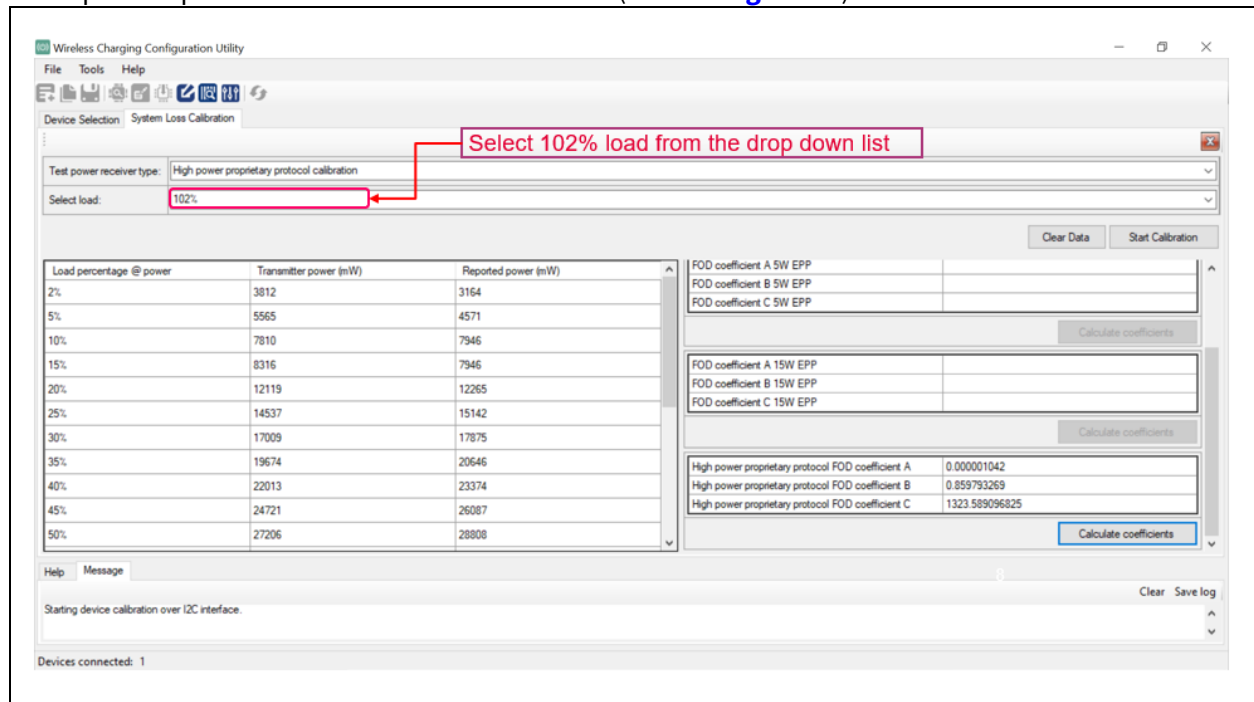 Wireless Charging Configuration Utility
File Tools Help
Device Selection System Loss Calibration
Select 102% load from the drop down list
Test power receiver type: High power proprietary protocol calibration
Select load: 102%
Clear Data Start Calibration
Load percentage @ power Transmitter power (mW) Reported power (mW)
2% 3812 3164
5% 5565 4571
10% 7810 7946
15% 8316 7946
20% 12119 12265
25% 14537 15142
30% 17009 17875
35% 19674 20646
40% 22013 23374
45% 24721 26087
50% 27206 28808
FOD coefficient A 5W EPP
FOD coefficient B 5W EPP
FOD coefficient C 5W EPP
Calculate coefficients
FOD coefficient A 15W EPP
FOD coefficient B 15W EPP
FOD coefficient C 15W EPP
Calculate coefficients
High power proprietary protocol FOD coefficient A 0.000001042
High power proprietary protocol FOD coefficient B 0.859793269
High power proprietary protocol FOD coefficient C 1323.589096825
Calculate coefficients
Help Message
8
Clear Save log
Starting device calibration over I2C interface.
Devices connected: 1